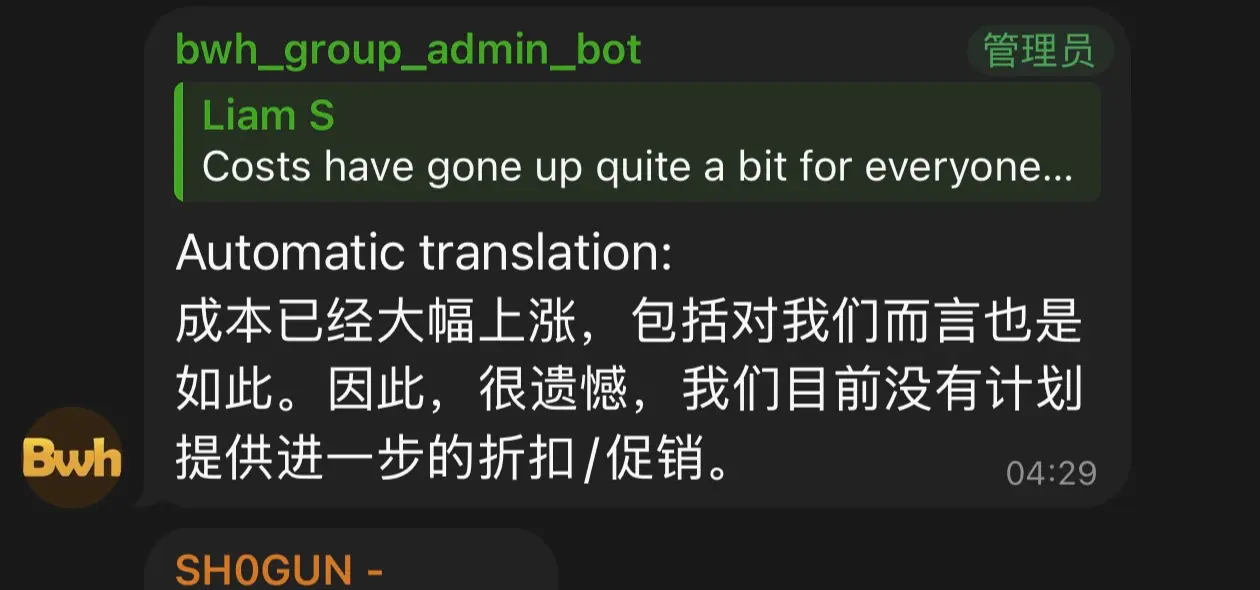 bwh_group_admin_bot 管理员
Liam S
Costs have gone up quite a bit for everyone...
Automatic translation:
成本已经大幅上涨，包括对我们而言也是
如此。因此，很遗憾，我们目前没有计划
提供进一步的折扣/促销。
Bwh
04:29
SH0GUN -